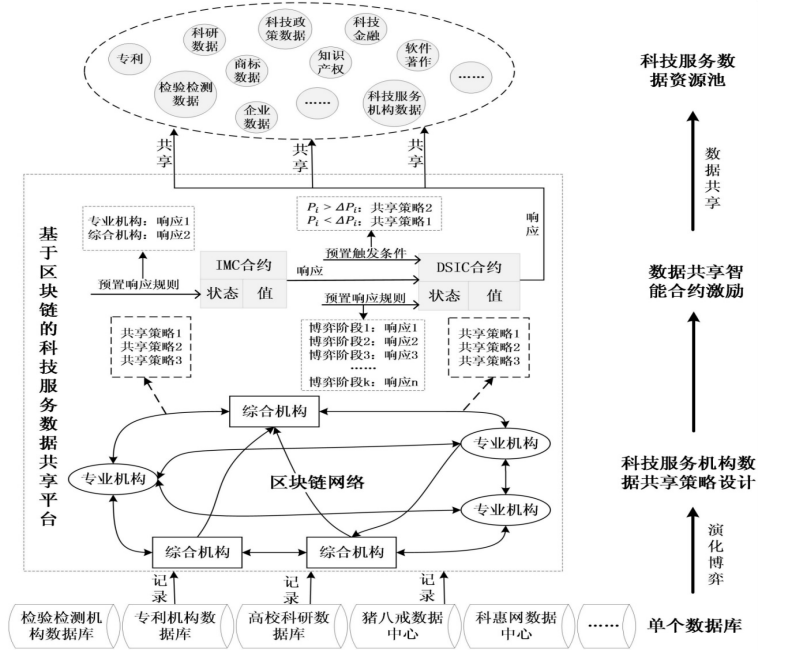 科研
数据
科技政
策数据
科技
金融
专利
商标
数据
知识
产权
软件
著作
检验检测
数据
……
……
企业
数据
科技服务
机构数据
科技服务数
据资源池
共享
共享
共享
数据共享
基于区块链的科技服务数据共享平台
专业机构：响应1
综合机构：响应2
Pi > ΔPi：共享策略2
Pi < ΔPi：共享策略1
响应
预置响应规则
IMC合约
状态
值
响应
预置触发条件
预置响应规则
DSIC合约
状态
值
数据共享智
能合约激励
共享策略1
共享策略2
共享策略3
博弈阶段1：响应1
博弈阶段2：响应2
博弈阶段3：响应3
……
博弈阶段k：响应n
共享策略1
共享策略2
共享策略3
综合机构
专业机构
专业机构
区块链网络
专业机构
综合机构
综合机构
科技服务机构数
据共享策略设计
演化博弈
记录
记录
记录
检验检测机
构数据库
专利机构数
据库
高校科研数
据库
猪八戒数据
中心
科惠网数据
中心
……
单个数据库